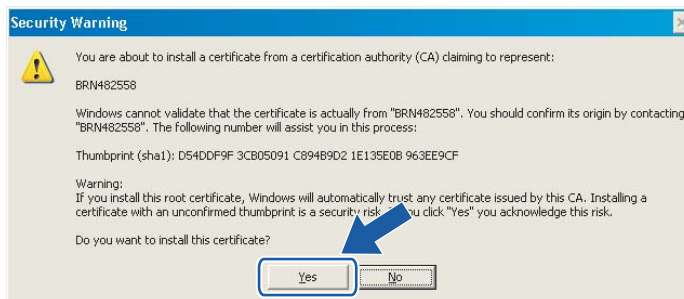 Security Warning
You are about to install a certificate from a certification authority (CA) claiming to represent:
BRN482558
Windows cannot validate that the certificate is actually from "BRN482558". You should confirm its origin by contacting
"BRN482558". The following number will assist you in this process:
Thumbprint (sha1): D54DDF9F 3CB05091 C894B9D2 1E135E0B 963EE9CF
Warning:
If you install this root certificate, Windows will automatically trust any certificate issued by this CA. Installing a
certificate with an unconfirmed thumbprint is a security risk. you click "Yes" you acknowledge this risk.
Do you want to install this certificate?
Yes No